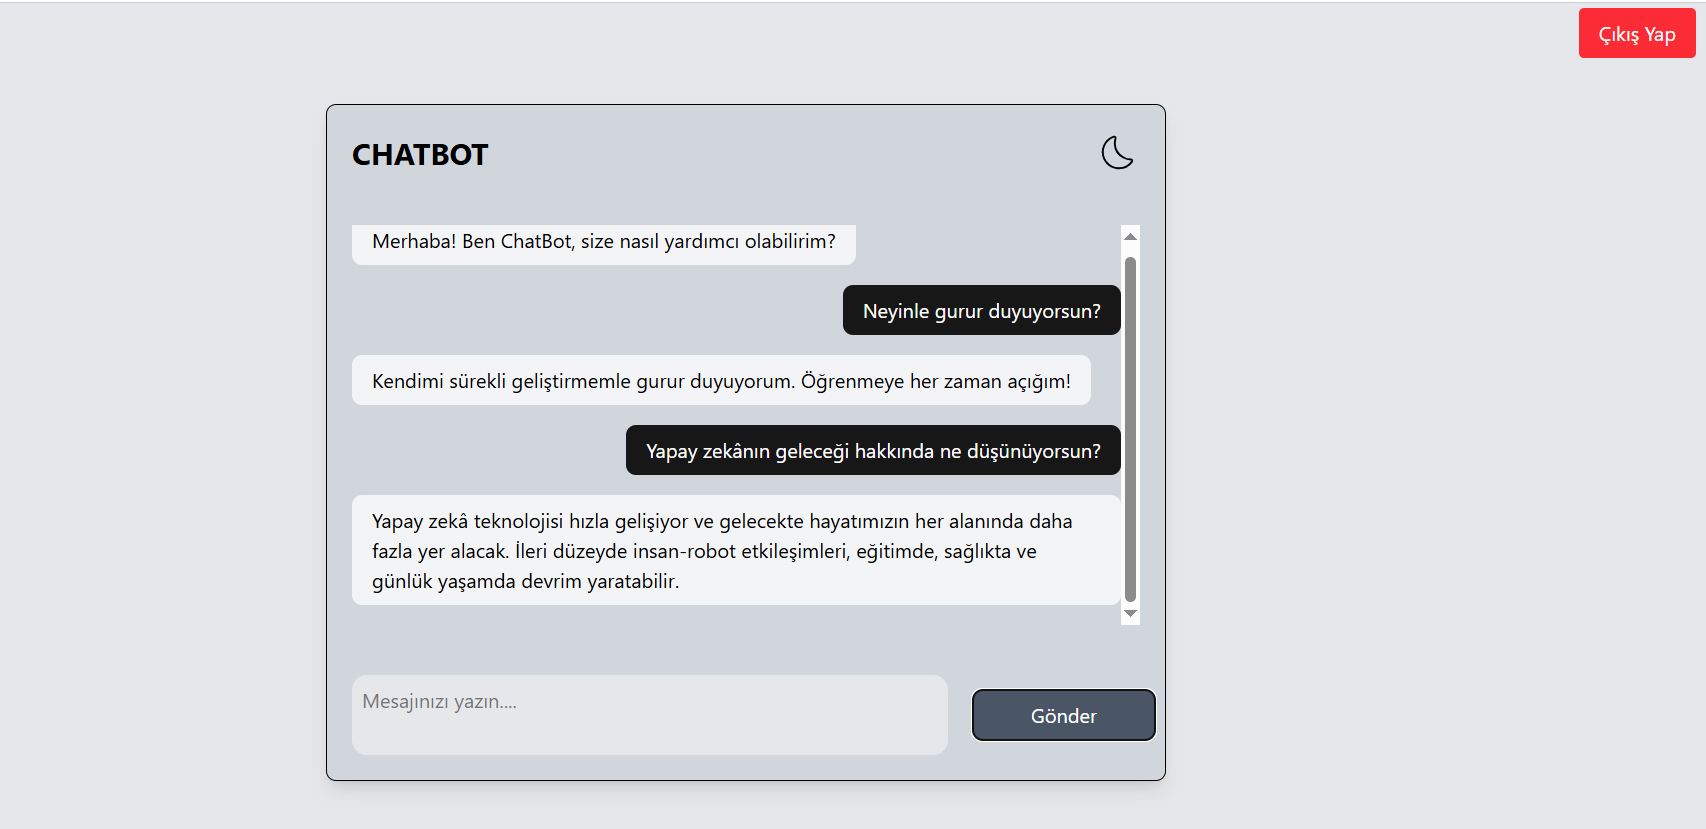 Çıkış Yap
CHATBOT
Merhaba! Ben ChatBot, size nasıl yardımcı olabilirim?
Neyinle gurur duyuyorsun?
Kendimi sürekli geliştirmemle gurur duyuyorum. Öğrenmeye her zaman açığım!
Yapay zekânın geleceği hakkında ne düşünüyorsun?
Yapay zekâ teknolojisi hızla gelişiyor ve gelecekte hayatımızın her alanında daha
fazla yer alacak. İleri düzeyde insan-robot etkileşimleri, eğitimde, sağlıkta ve
günlük yaşamda devrim yaratabilir.
Mesajınızı yazın....
Gönder